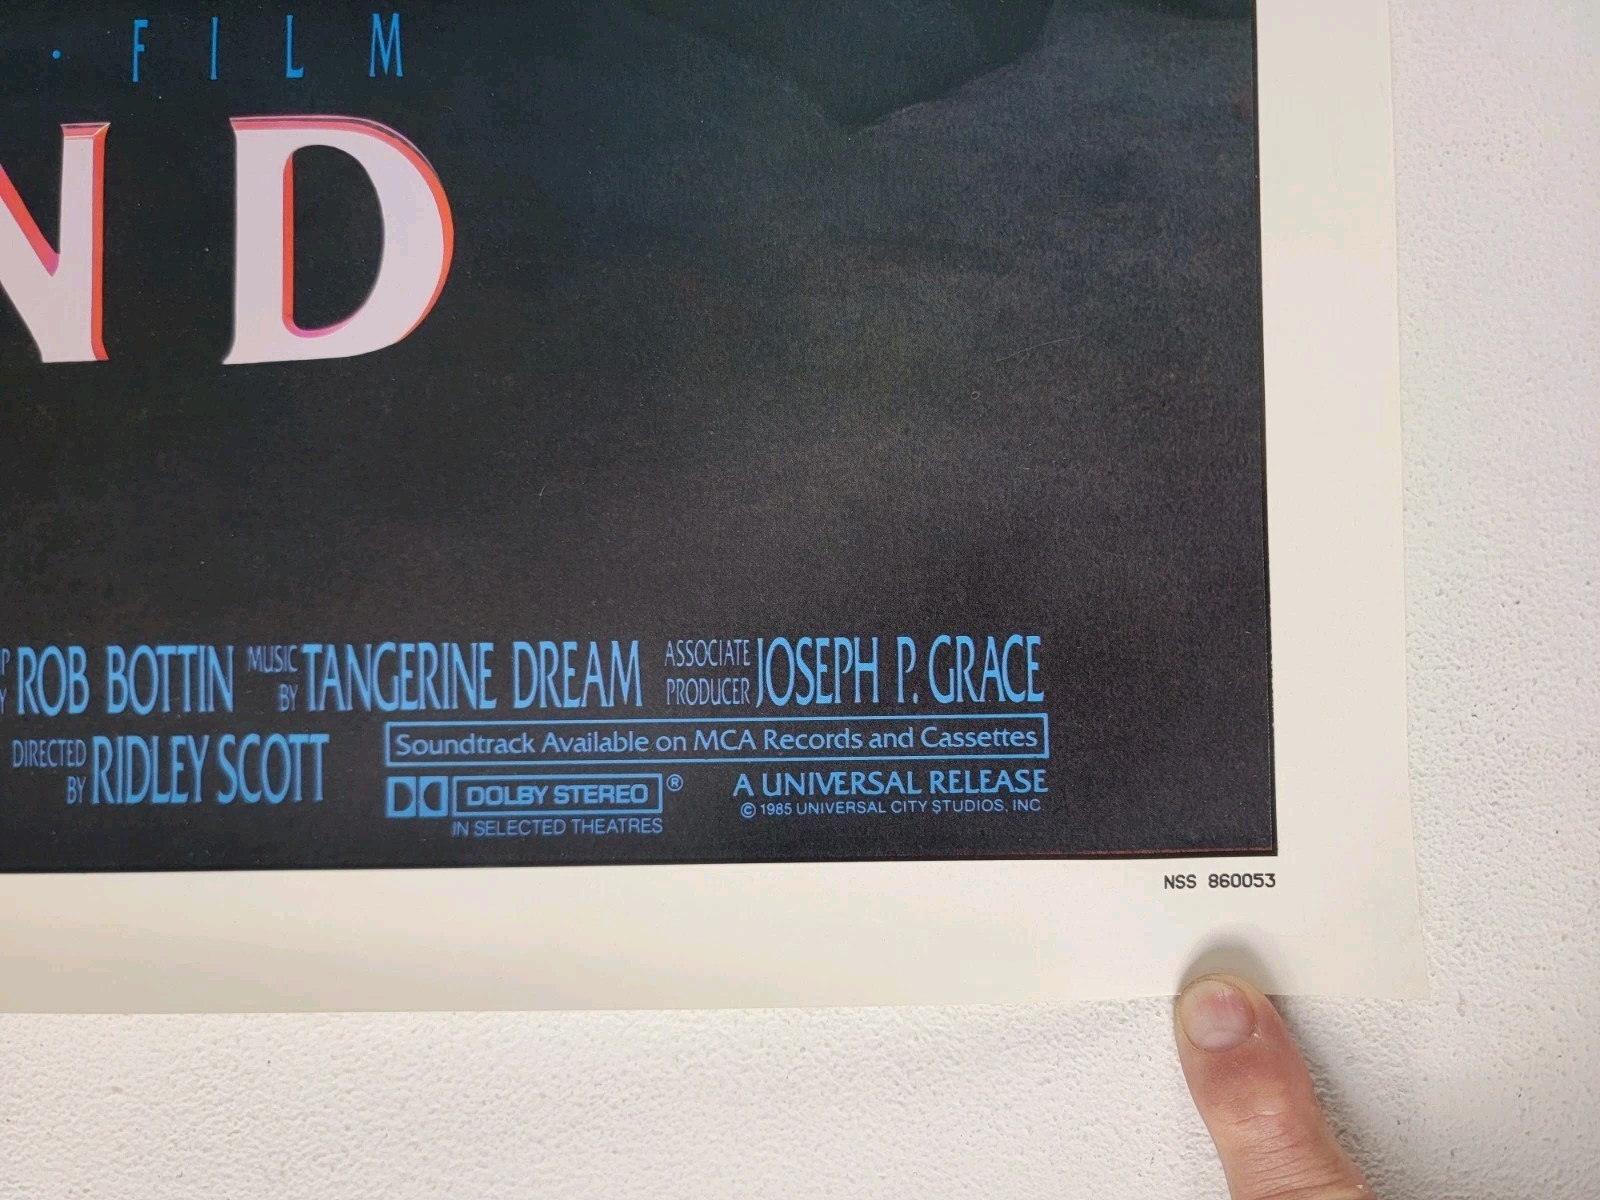 · FILM
ND
P ROB BOTTIN MUSIC BY TANGERINE DREAM ASSOCIATE PRODUCER JOSEPH P. GRACE
DIRECTED BY RIDLEY SCOTT
Soundtrack Available on MCA Records and Cassettes
DOLBY STEREO ®
IN SELECTED THEATRES
A UNIVERSAL RELEASE
© 1985 UNIVERSAL CITY STUDIOS, INC.
NSS 860053